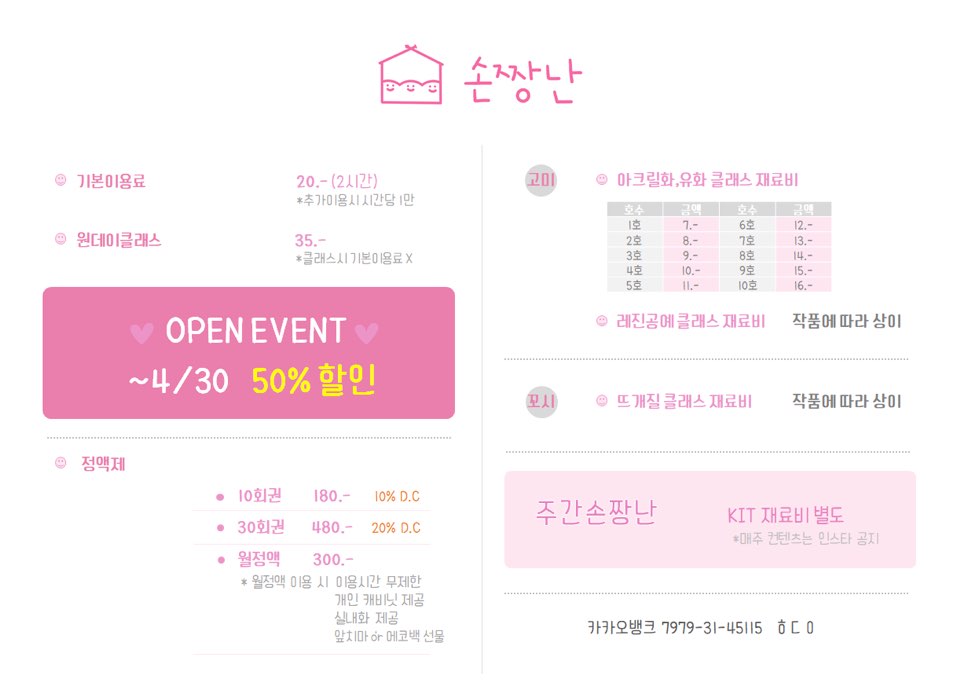 손짱난
기본이용료 20.- (2시간)
*추가이용시 시간당 1만
원데이클래스 35.-
*클래스시 기본이용료 X
OPEN EVENT
~4/30 50% 할인
정액제
10회권 180.- 10% D.C
30회권 480.- 20% D.C
월정액 300.-
* 월정액 이용 시 이용시간 무제한
개인 캐비닛 제공
실내화 제공
앞치마 or 에코백 선물
고미 아크릴화,유화 클래스 재료비
호수 금액 호수 금액
1호 7.- 6호 12.-
2호 8.- 7호 13.-
3호 9.- 8호 14.-
4호 10.- 9호 15.-
5호 11.- 10호 16.-
레진공예 클래스 재료비 작품에 따라 상이
꼬시 뜨개질 클래스 재료비 작품에 따라 상이
주간손짱난 KIT 재료비 별도
*매주 컨텐츠는 인스타 공지
카카오뱅크 7979-31-45115 ㅎㄷㅇ